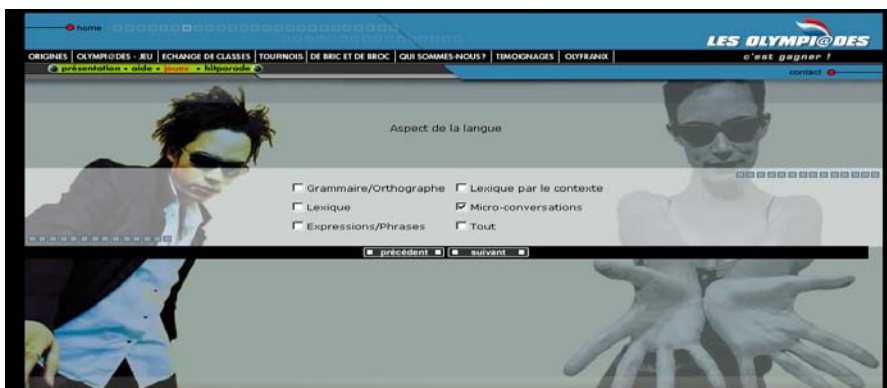 home
LES OLYMPI@DES
ORIGINES OLYMPI@DES - JEU ECHANGE DE CLASSES TOURNOIS DE BRIC ET DE BROC QUI SOMMES-NOUS? TEMOIGNAGES OLYFRANIX
c'est gagner !
présentation • aide • jouez • hitparade
contact
Aspect de la langue
Grammaire/Orthographe Lexique par le contexte
Lexique Micro-conversations
Expressions/Phrases Tout
précédent suivant